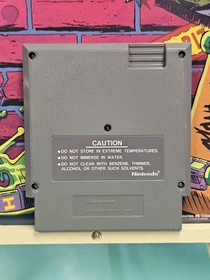 CAUTION
•DO NOT STORE IN EXTREME TEMPERATURES.
•DO NOT IMMERSE IN WATER.
•DO NOT CLEAN WITH BENZENE, THINNER,
ALCOHOL OR OTHER SUCH SOLVENTS.
Nintendo